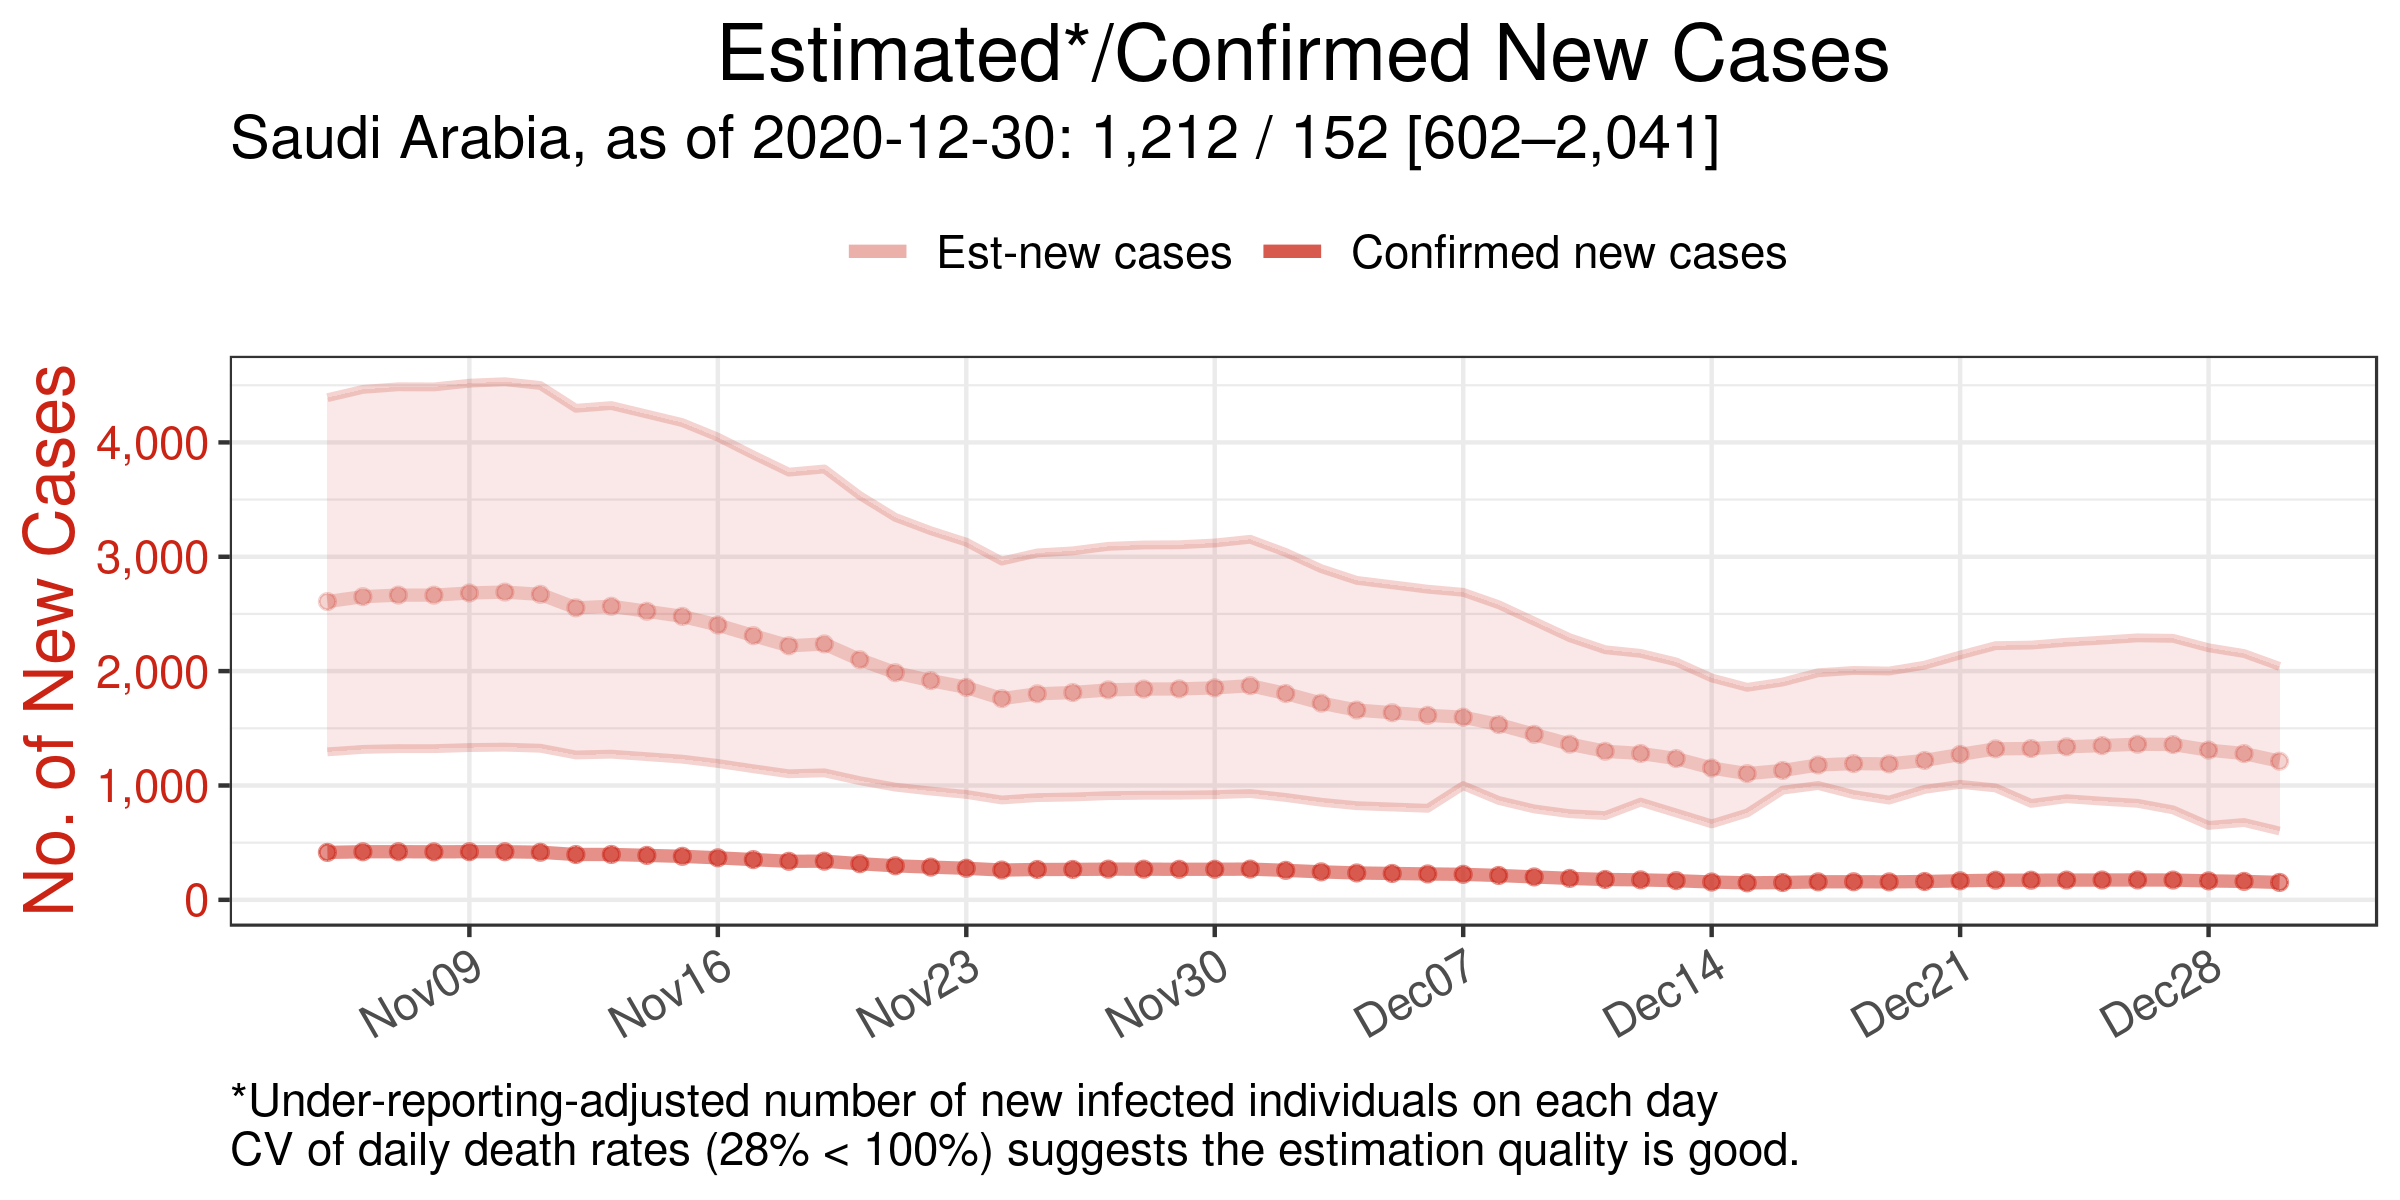 Estimated*/Confirmed New Cases
Saudi Arabia, as of 2020-12-30: 1,212 / 152 [602–2,041]
Est-new cases Confirmed new cases
No. of New Cases
4,000
3,000
2,000
1,000
0
Nov09 Nov16 Nov23 Nov30 Dec07 Dec14 Dec21 Dec28
*Under-reporting-adjusted number of new infected individuals on each day
CV of daily death rates (28% < 100%) suggests the estimation quality is good.